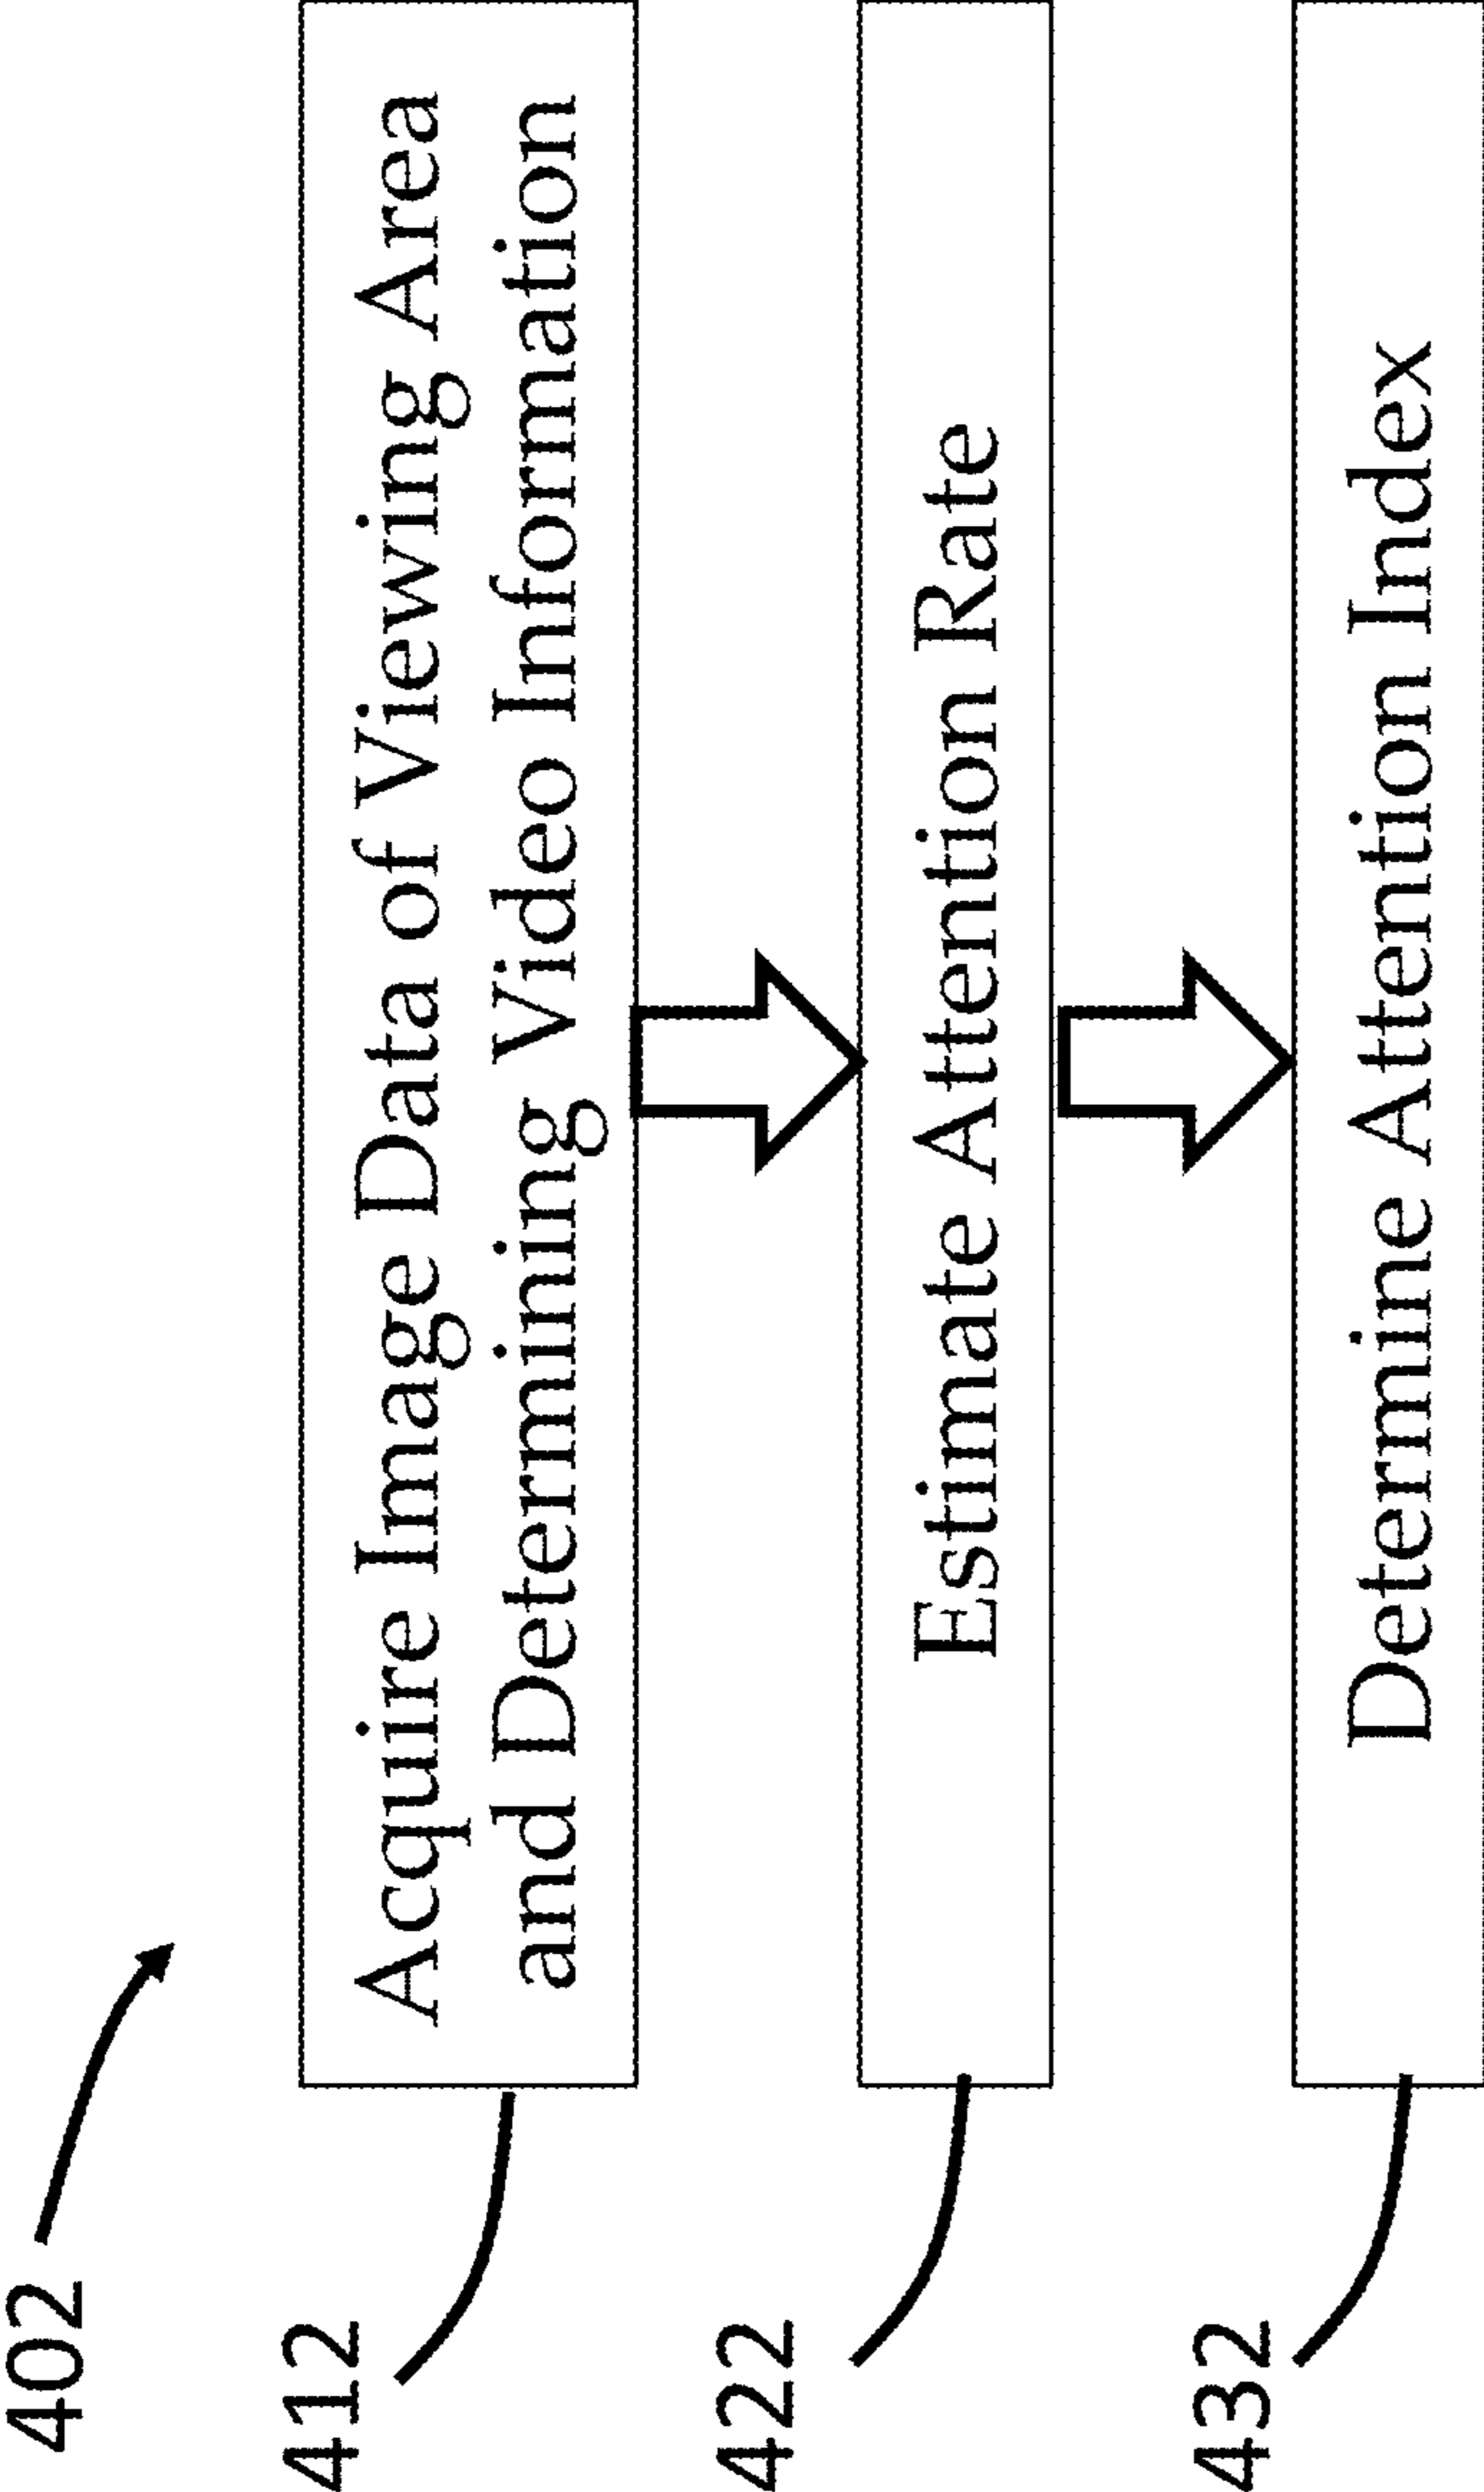 402
412
Acquire Image Data of Viewing Area
and Determining Video Information
422
Estimate Attention Rate
432
Determine Attention Index